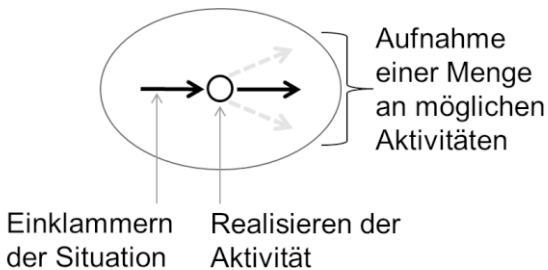 Aufnahme
einer Menge
an möglichen
Aktivitäten
Einklammern
der Situation
Realisieren der
Aktivität